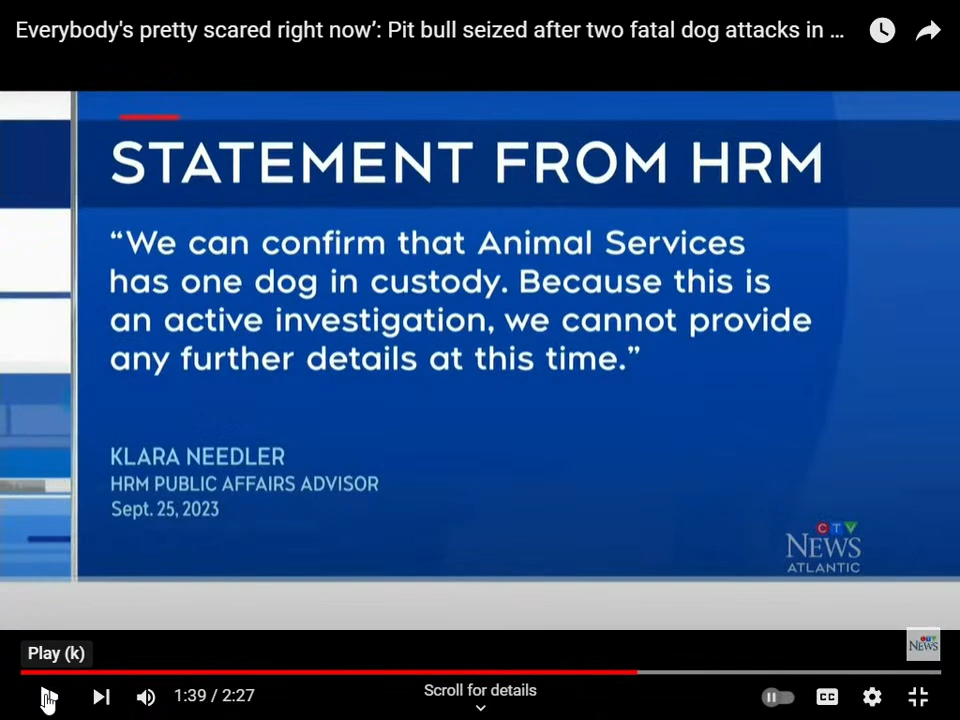 Everybody's pretty scared right now’: Pit bull seized after two fatal dog attacks in ...
STATEMENT FROM HRM
“We can confirm that Animal Services
has one dog in custody. Because this is
an active investigation, we cannot provide
any further details at this time.”
KLARA NEEDLER
HRM PUBLIC AFFAIRS ADVISOR
Sept. 25, 2023
CTV
NEWS
ATLANTIC
CTV
NEWS
Play (k)
1:39 / 2:27
Scroll for details
CC